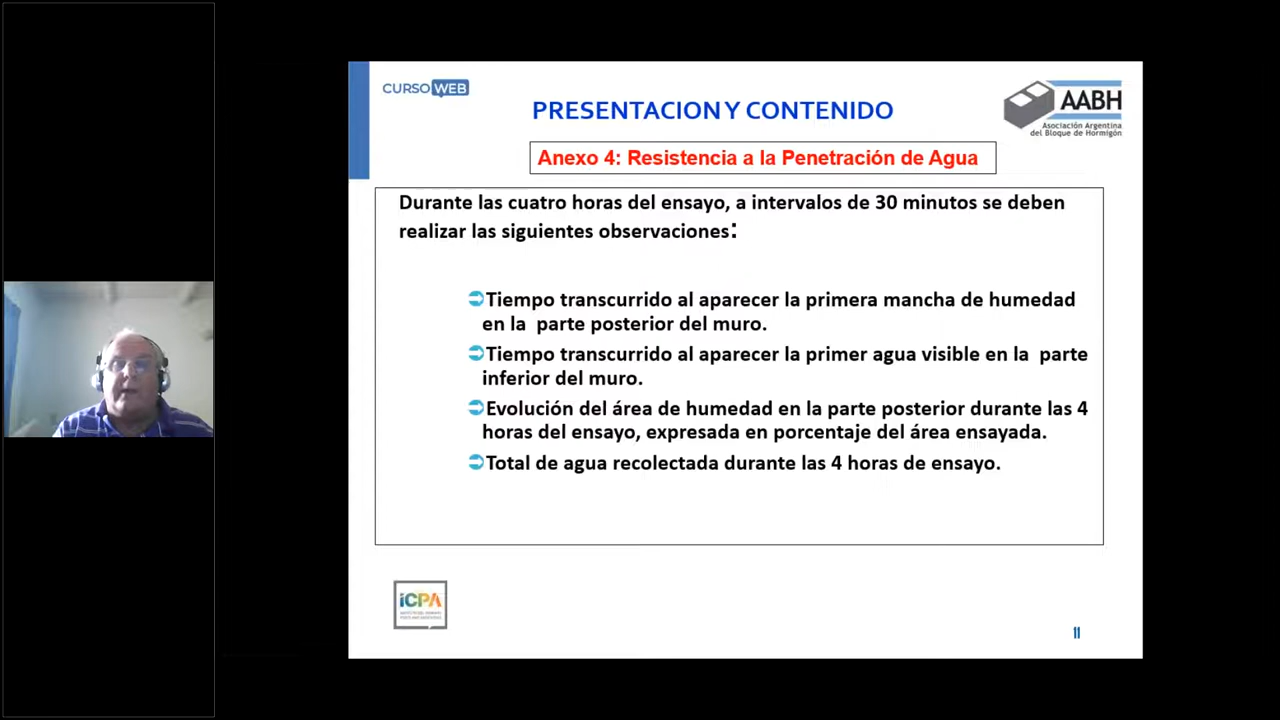 CURSO WEB
PRESENTACION Y CONTENIDO
AABH
Asociación Argentina
del Bloque de Hormigón
Anexo 4: Resistencia a la Penetración de Agua
Durante las cuatro horas del ensayo, a intervalos de 30 minutos se deben
realizar las siguientes observaciones:
Tiempo transcurrido al aparecer la primera mancha de humedad
en la parte posterior del muro.
Tiempo transcurrido al aparecer la primer agua visible en la parte
inferior del muro.
Evolución del área de humedad en la parte posterior durante las 4
horas del ensayo, expresada en porcentaje del área ensayada.
Total de agua recolectada durante las 4 horas de ensayo.
iCPA
11